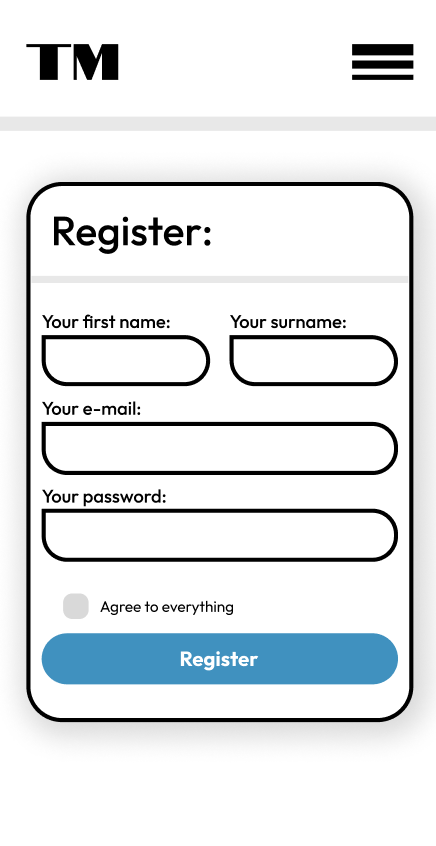 TM
Register:
Your first name: Your surname:
Your e-mail:
Your password:
Agree to everything
Register